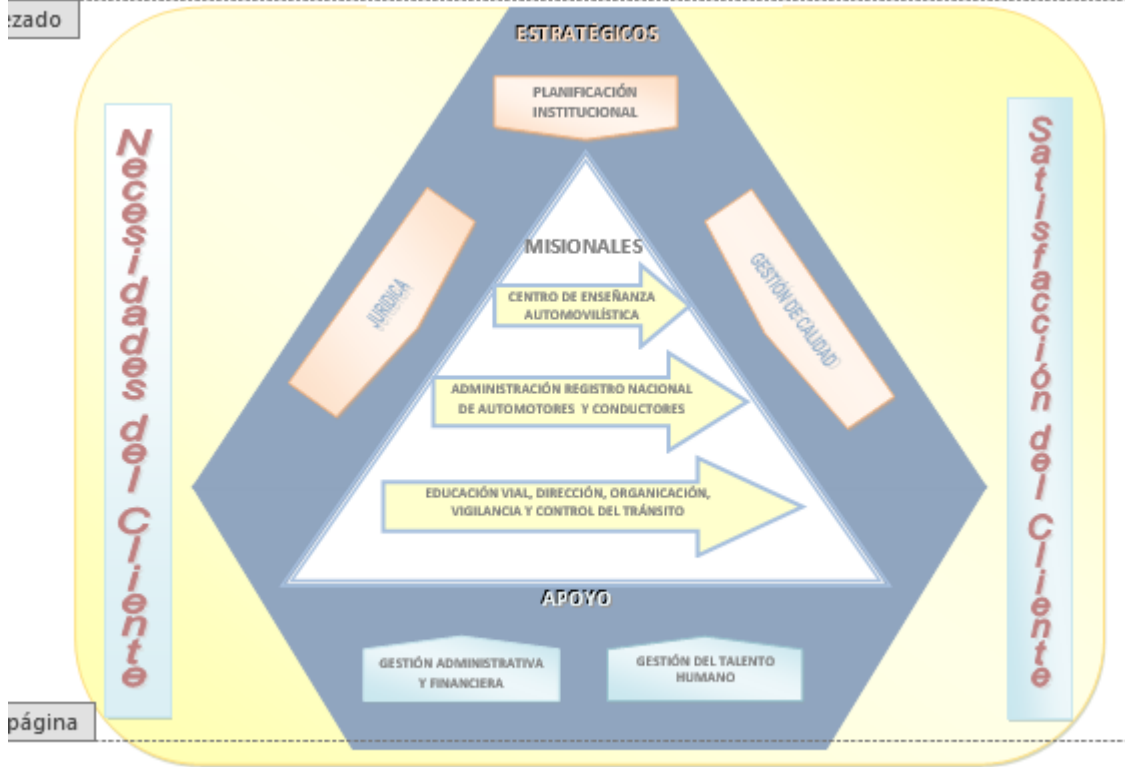 ezado
ESTRATÉGICOS
PLANIFICACIÓN
INSTITUCIONAL
Necesidades del Cliente
JURIDICA
GESTIÓN DE CALIDAD
Satisfacción del Cliente
MISIONALES
CENTRO DE ENSEÑANZA
AUTOMOVILÍSTICA
ADMINISTRACIÓN REGISTRO NACIONAL
DE AUTOMOTORES Y CONDUCTORES
EDUCACIÓN VIAL, DIRECCIÓN, ORGANICACIÓN,
VIGILANCIA Y CONTROL DEL TRÁNSITO
APOYO
GESTIÓN ADMINISTRATIVA
Y FINANCIERA
GESTIÓN DEL TALENTO
HUMANO
página